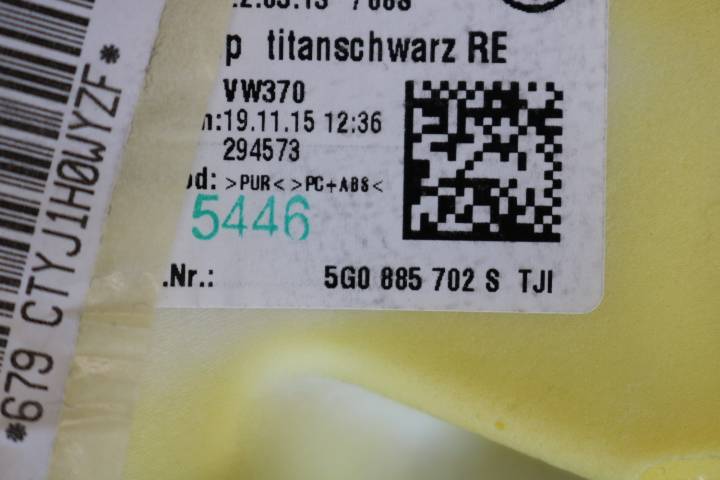 p titanschwarz RE
VW370
19.11.15 12:36
294573
d: >PUR< >PC+ABS<
5446
.Nr.: 5G0 885 702 S TJI
*679 CTYJ1H0WYZF*